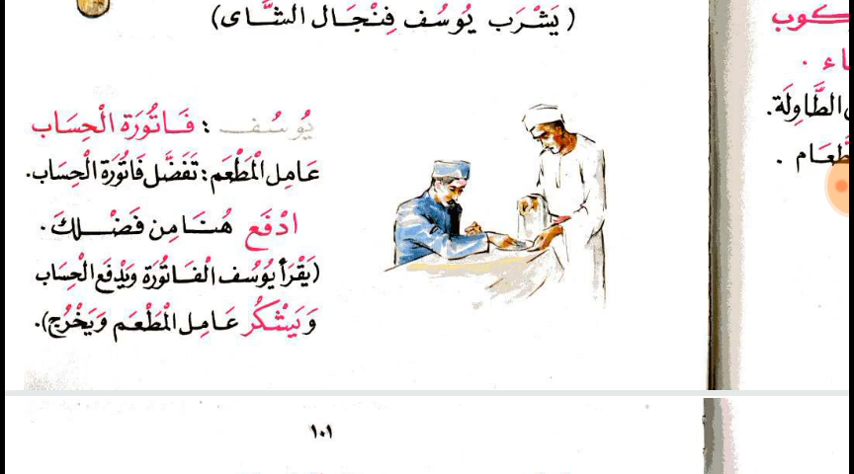 (يَشْرَب يُوسُف فِنْجَال الشَّاى)
يُوسُف : فَاتُورَة الْحِسَاب
عَامِل الْمَطْعَم : تَفَضَّل فَاتُورَة الْحِسَاب.
ادْفَع هُنَا مِن فَضْلِكَ .
(يَقْرَأ يُوسُف الْفَاتُورَة وَيَدْفَع الْحِسَاب
وَيَشْكُر عَامِل الْمَطْعَم وَيَخْرُج).
١٠١
الطَّاوِلَة.